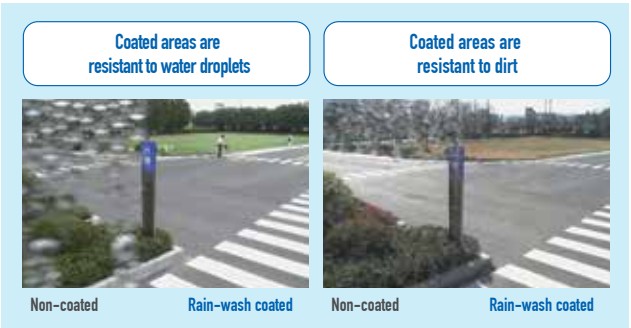 Coated areas are
resistant to water droplets
Coated areas are
resistant to dirt
Non-coated
Rain-wash coated
Non-coated
Rain-wash coated